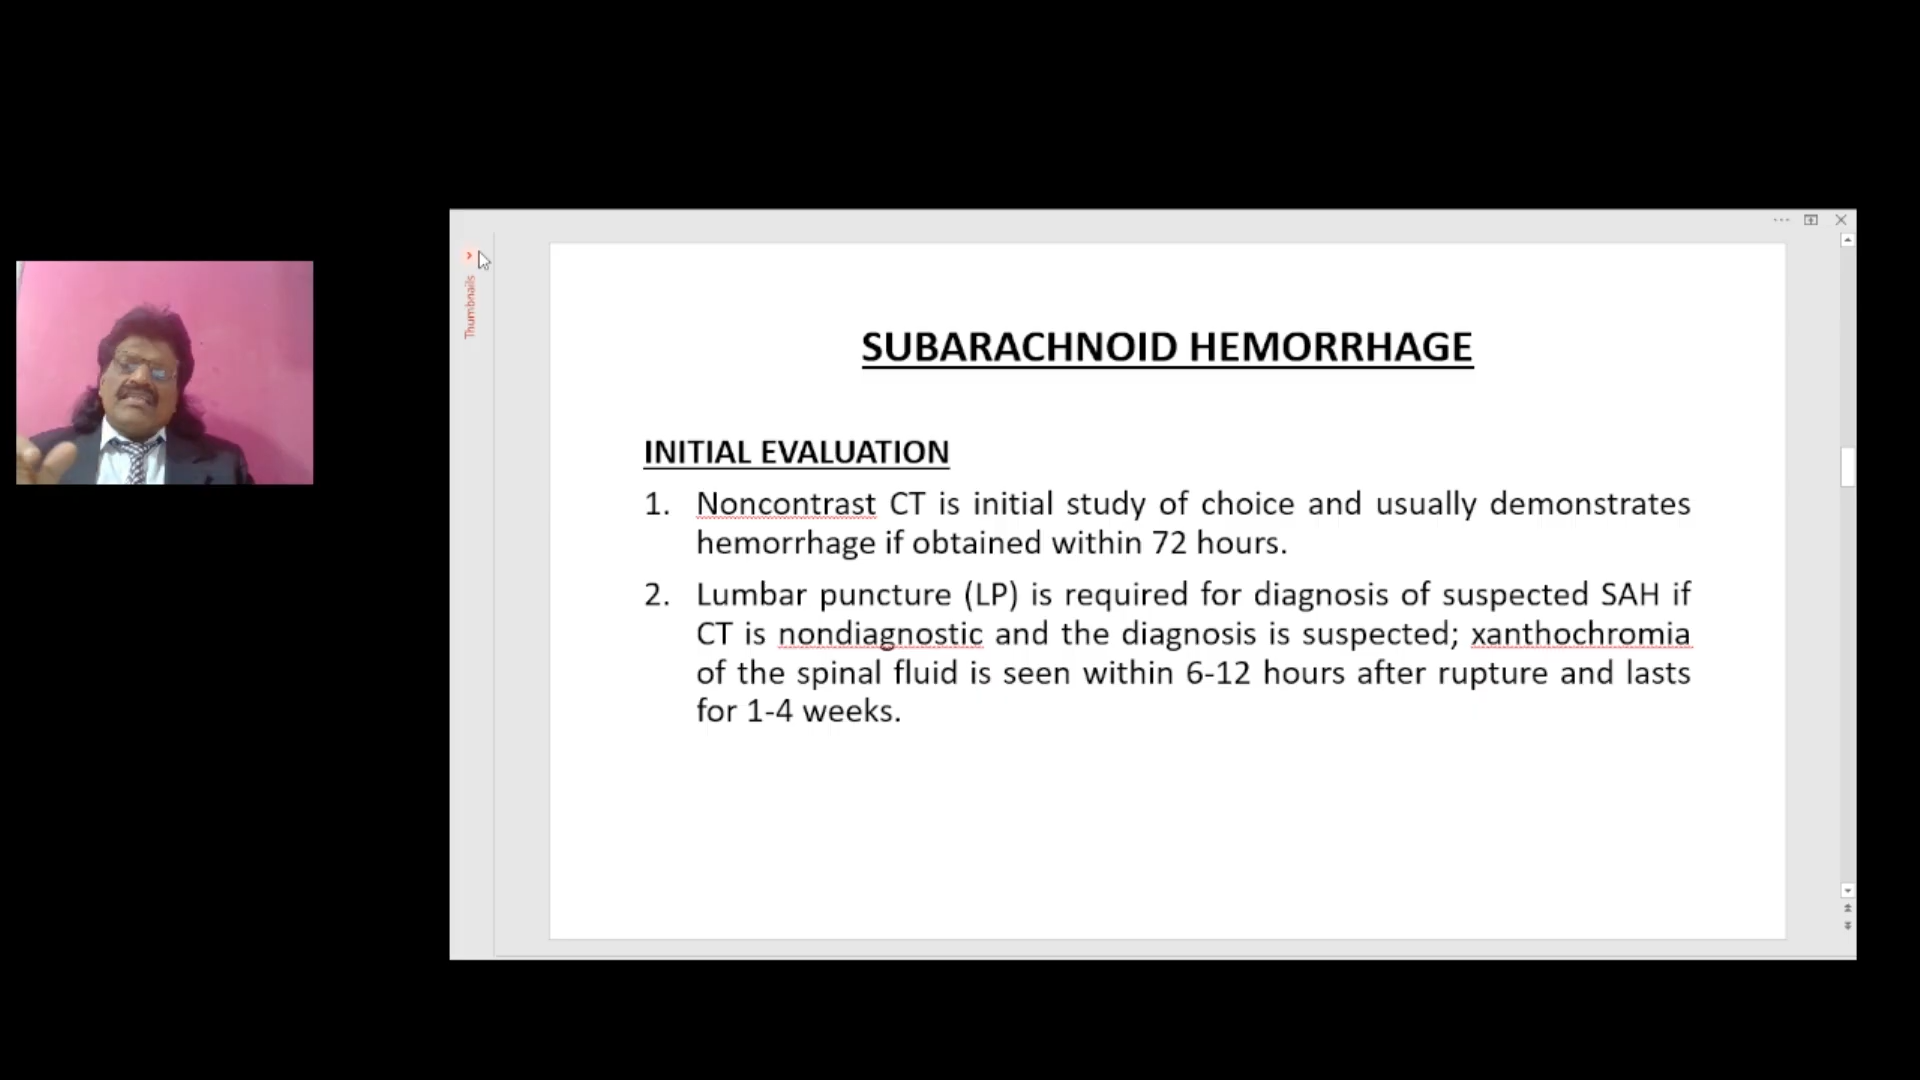 Thumbnails
SUBARACHNOID HEMORRHAGE
INITIAL EVALUATION
1. Noncontrast CT is initial study of choice and usually demonstrates
hemorrhage if obtained within 72 hours.
2. Lumbar puncture (LP) is required for diagnosis of suspected SAH if
CT is nondiagnostic and the diagnosis is suspected; xanthochromia
of the spinal fluid is seen within 6-12 hours after rupture and lasts
for 1-4 weeks.